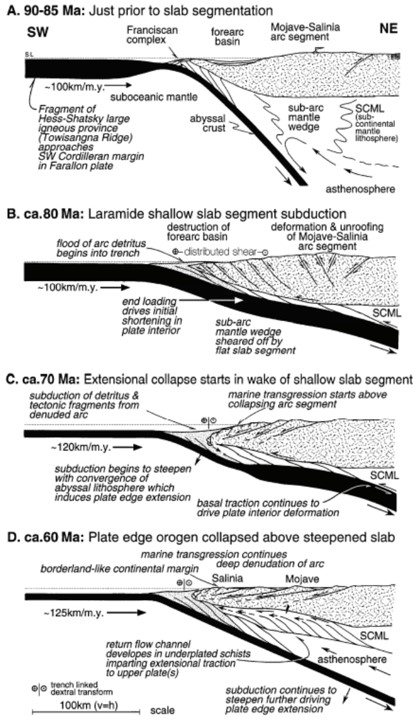 A. 90-85 Ma: Just prior to slab segmentation
SW
Franciscan
complex
forearc
basin
Mojave-Salinia
arc segment
NE
SL
~100km/m.y.
suboceanic mantle
Fragment of
Hess-Shatsky large
igneous province
(Towisangna Ridge)
approaches
SW Cordilleran margin
in Farallon plate
abyssal
crust
sub-arc
mantle
wedge
SCML
(sub-
continental
mantle
lithosphere)
asthenosphere
B. ca.80 Ma: Laramide shallow slab segment subduction
flood of arc detritus
begins into trench
destruction of
forearc basin
distributed shear
deformation & unroofing
of Mojave-Salinia
arc segment
~100km/m.y.
end loading
drives initial
shortening in
plate interior
sub-arc
mantle wedge
sheared off by
flat slab segment
SCML
C. ca.70 Ma: Extensional collapse starts in wake of shallow slab segment
subduction of detritus &
tectonic fragments from
denuded arc
marine transgression starts above
collapsing arc segment
~120km/m.y.
subduction begins to steepen
with convergence of
abyssal lithosphere which
induces plate edge extension
SCML
basal traction continues to
drive plate interior deformation
D. ca.60 Ma: Plate edge orogen collapsed above steepened slab
marine transgression continues
borderland-like continental margin
deep denudation of arc
Salinia
Mojave
~125km/m.y.
SCML
return flow channel
developes in underplated schists
imparting extensional traction
to upper plate(s)
asthenosphere
subduction continues to
steepen further driving
plate edge extension
trench linked
dextral transform
100km (v=h)
scale